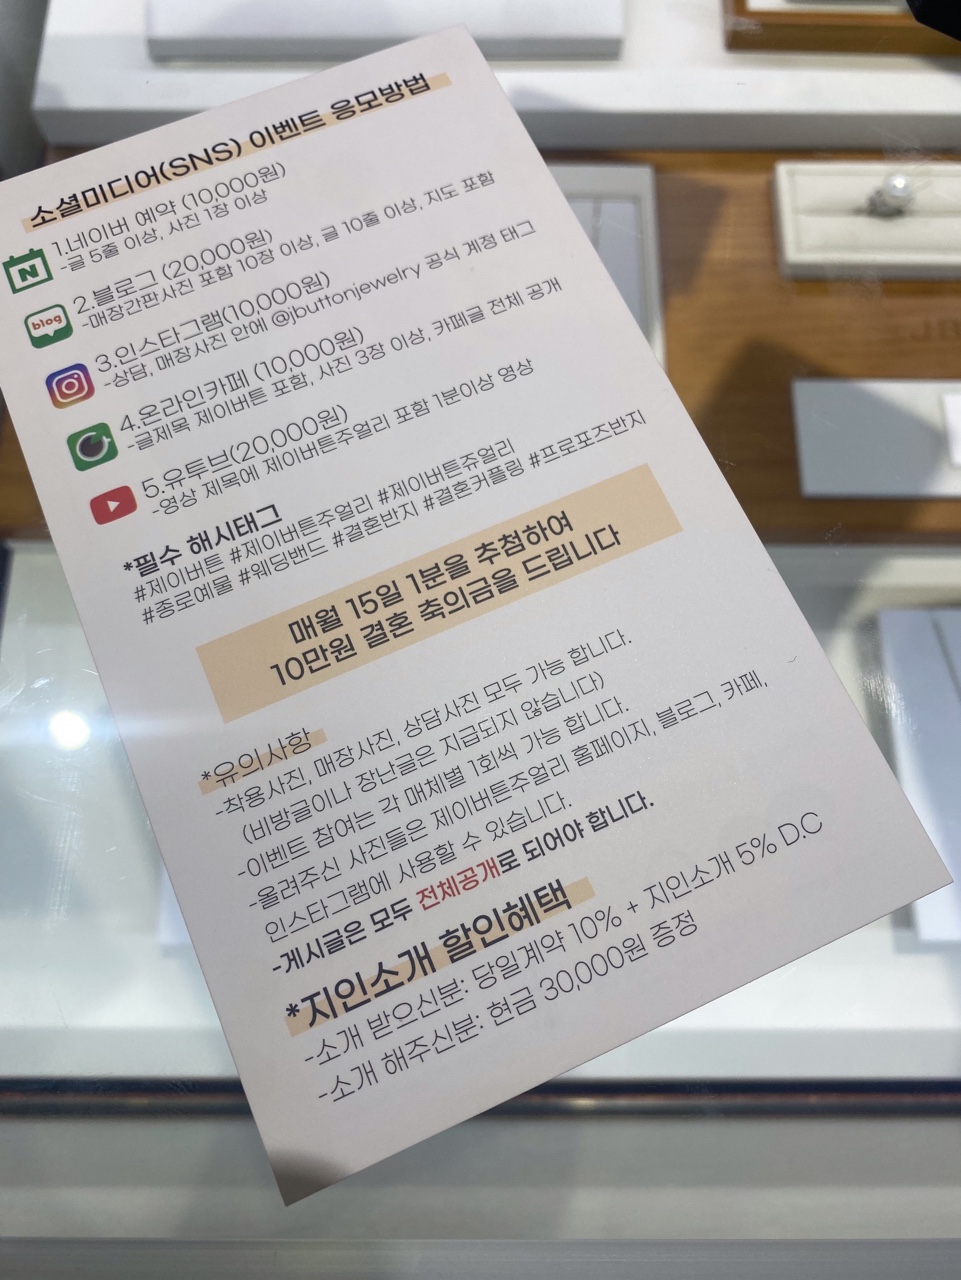 소셜미디어(SNS) 이벤트 응모방법
1.네이버 예약 (10,000원)
-글 5줄 이상, 사진 1장 이상
N
2.블로그 (20,000원)
-매장간판사진 포함 10장 이상, 글 10줄 이상, 지도 포함
blog
3.인스타그램(10,000원)
-상담, 매장사진 안에 @jbuttonjewelry 공식 계정 태그
4.온라인카페 (10,000원)
-글제목 제이버튼 포함, 사진 3장 이상, 카페글 전체 공개
5.유투브(20,000원)
-영상 제목에 제이버튼주얼리 포함 1분이상 영상
*필수 해시태그
#제이버튼 #제이버튼주얼리 #제이버튼쥬얼리
#종로예물 #웨딩밴드 #결혼반지 #결혼커플링 #프로포즈반지
매월 15일 1분을 추첨하여
10만원 결혼 축의금을 드립니다
*유의사항
-착용사진, 매장사진, 상담사진 모두 가능 합니다.
(비방글이나 장난글은 지급되지 않습니다)
-이벤트 참여는 각 매체별 1회씩 가능 합니다.
-올려주신 사진들은 제이버튼주얼리 홈페이지, 블로그, 카페,
인스타그램에 사용할 수 있습니다.
-게시글은 모두 전체공개로 되어야 합니다.
*지인소개 할인혜택
-소개 받으신분: 당일계약 10% + 지인소개 5% D.C
-소개 해주신분: 현금 30,000원 증정